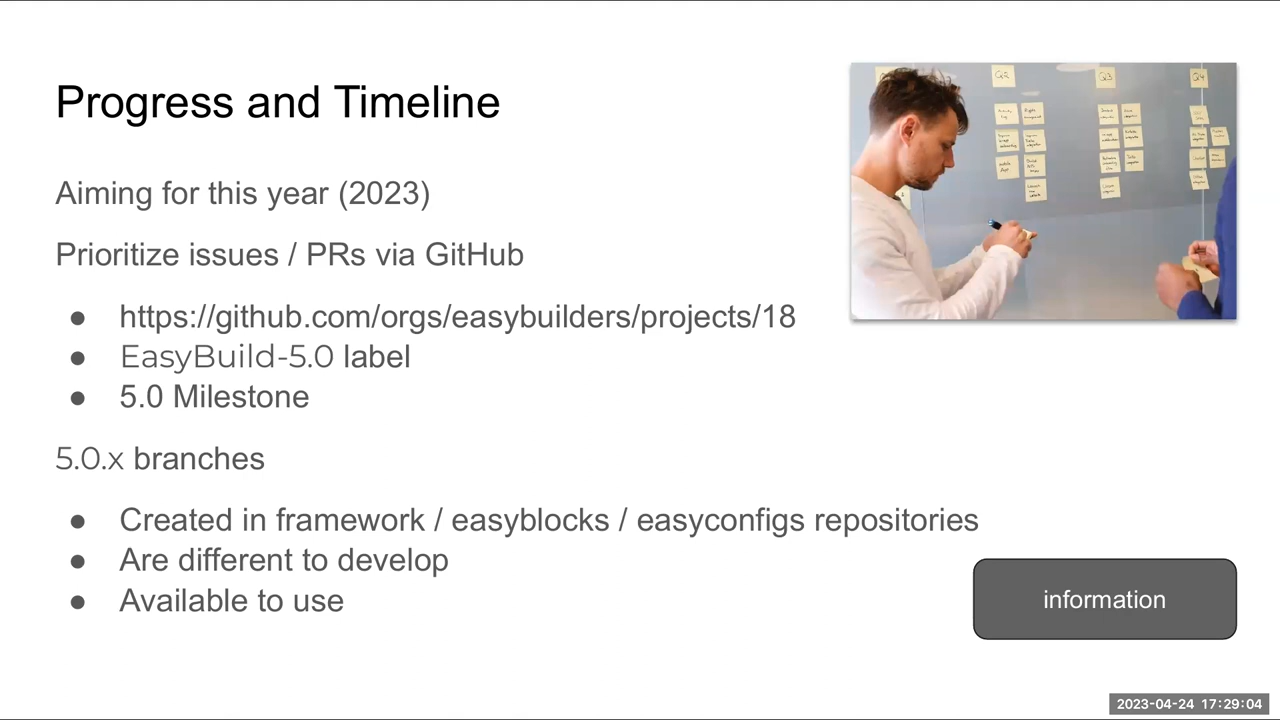 Progress and Timeline
Aiming for this year (2023)
Prioritize issues / PRs via GitHub
● https://github.com/orgs/easybuilders/projects/18
● EasyBuild-5.0 label
● 5.0 Milestone
5.0.x branches
● Created in framework / easyblocks / easyconfigs repositories
● Are different to develop
● Available to use
Q2 Q3 Q4
information
2023-04-24 17:29:04